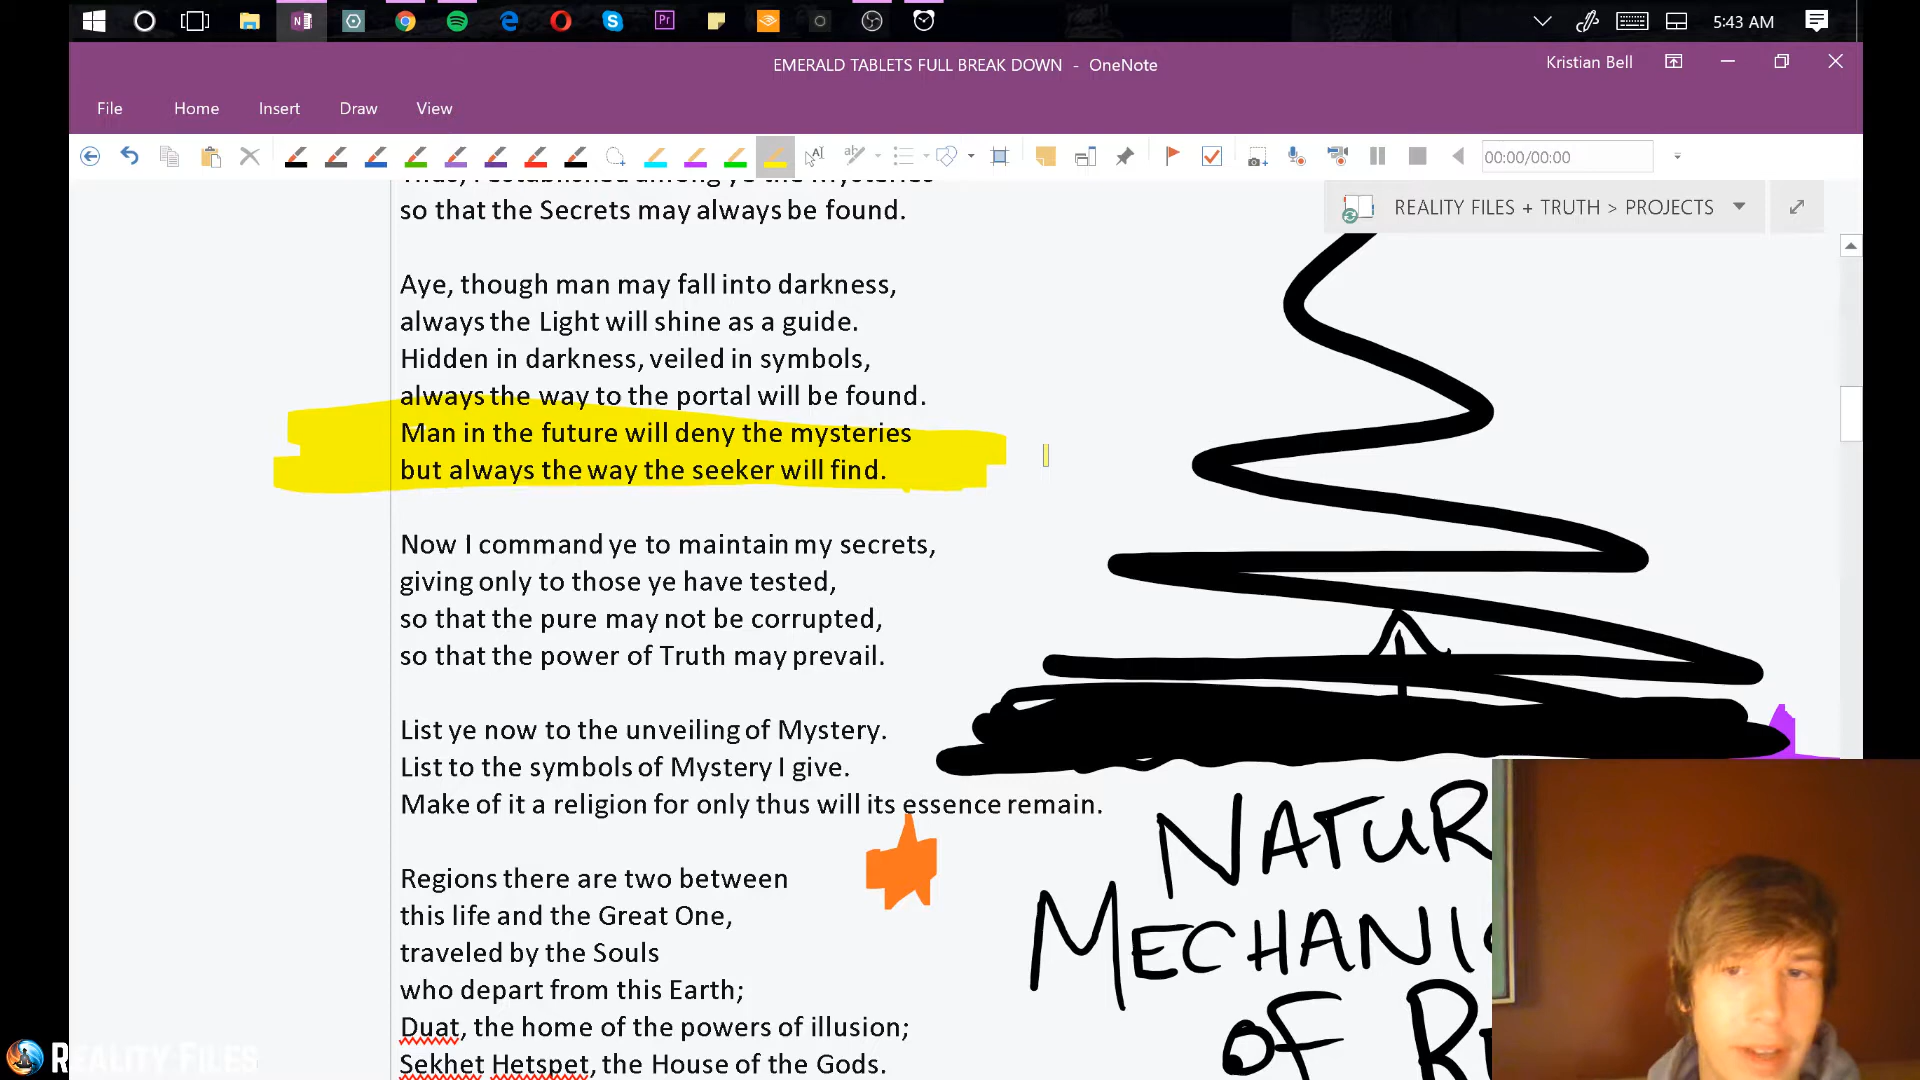 5:43 AM
EMERALD TABLETS FULL BREAK DOWN - OneNote
Kristian Bell
File Home Insert Draw View
00:00/00:00
REALITY FILES + TRUTH > PROJECTS
Thus, I established among ye the mysteries
so that the Secrets may always be found.
Aye, though man may fall into darkness,
always the Light will shine as a guide.
Hidden in darkness, veiled in symbols,
always the way to the portal will be found.
Man in the future will deny the mysteries
but always the way the seeker will find.
Now I command ye to maintain my secrets,
giving only to those ye have tested,
so that the pure may not be corrupted,
so that the power of Truth may prevail.
List ye now to the unveiling of Mystery.
List to the symbols of Mystery I give.
Make of it a religion for only thus will its essence remain.
Regions there are two between
this life and the Great One,
traveled by the Souls
who depart from this Earth;
Duat, the home of the powers of illusion;
Sekhet Hetspet, the House of the Gods.
NATUR
MECHANI
OF R
REALITY FILES